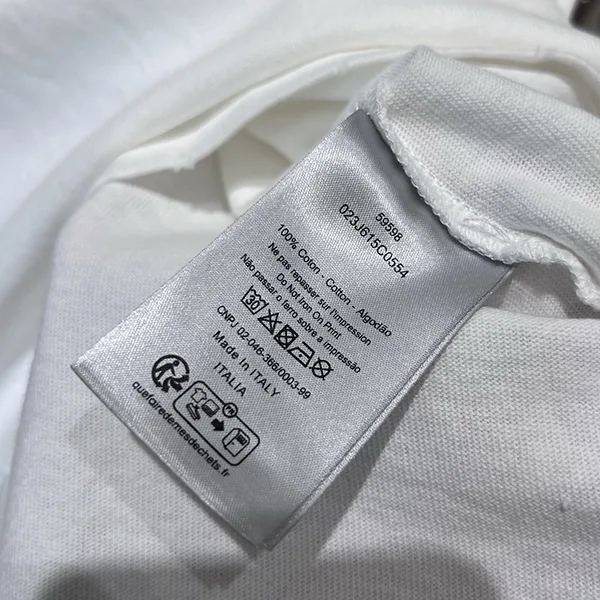 59598
023J615C0554
100% Coton - Cotton - Algodão
Ne pas repasser sur l'impression
Do Not Iron On Print
Não passar o ferro sobre a impressão
30
CNPJ 02-046-366/0003-99
Made In ITALY
ITALIA
FR
quefairedemesdechets.fr